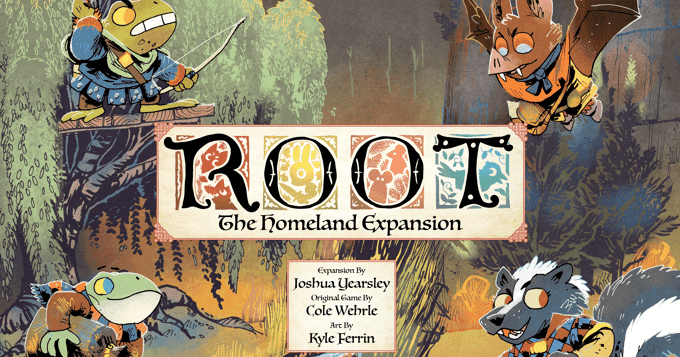 ROOT
The Homeland Expansion
Expansion By
Joshua Yearsley
Original Game By
Cole Wehrle
Art By
Kyle Ferrin